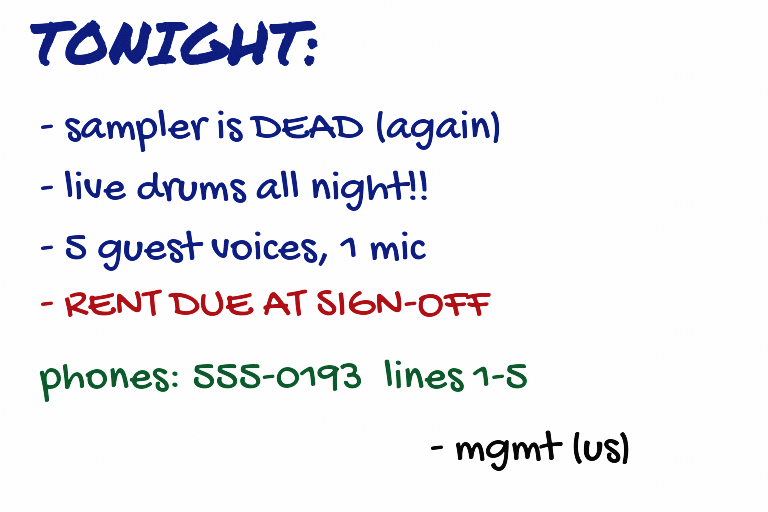 TONIGHT:
- sampler is DEAD (again)
- live drums all night!!
- 5 guest voices, 1 mic
- RENT DUE AT SIGN-OFF
phones: 555-0193 lines 1-5
- mgmt (us)